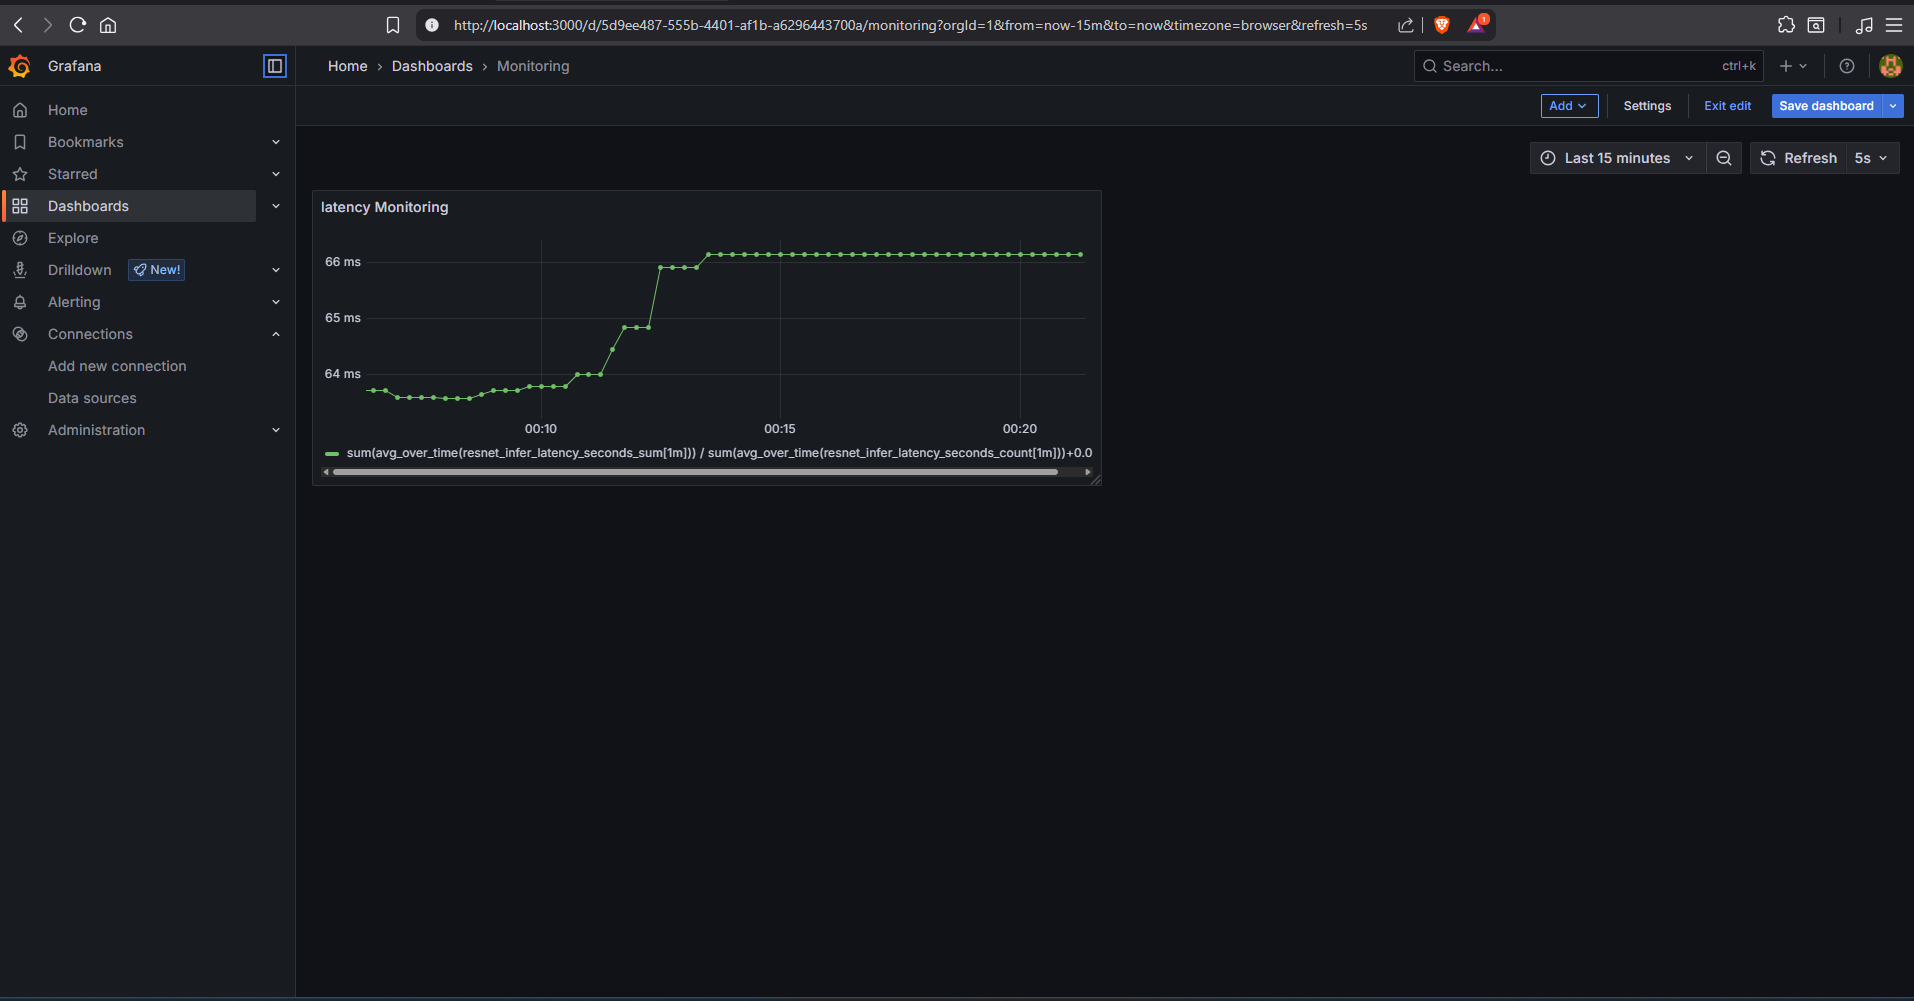 http://localhost:3000/d/5d9ee487-555b-4401-af1b-a6296443700a/monitoring?orgId=1&from=now-15m&to=now&timezone=browser&refresh=5s
1
Grafana
Home › Dashboards › Monitoring
Search...
ctrl+k
Add
Settings
Exit edit
Save dashboard
Home
Bookmarks
Starred
Dashboards
Explore
Drilldown
New!
Alerting
Connections
Add new connection
Data sources
Administration
Last 15 minutes
Refresh
5s
latency Monitoring
66 ms
65 ms
64 ms
00:10
00:15
00:20
sum(avg_over_time(resnet_infer_latency_seconds_sum[1m])) / sum(avg_over_time(resnet_infer_latency_seconds_count[1m]))+0.0